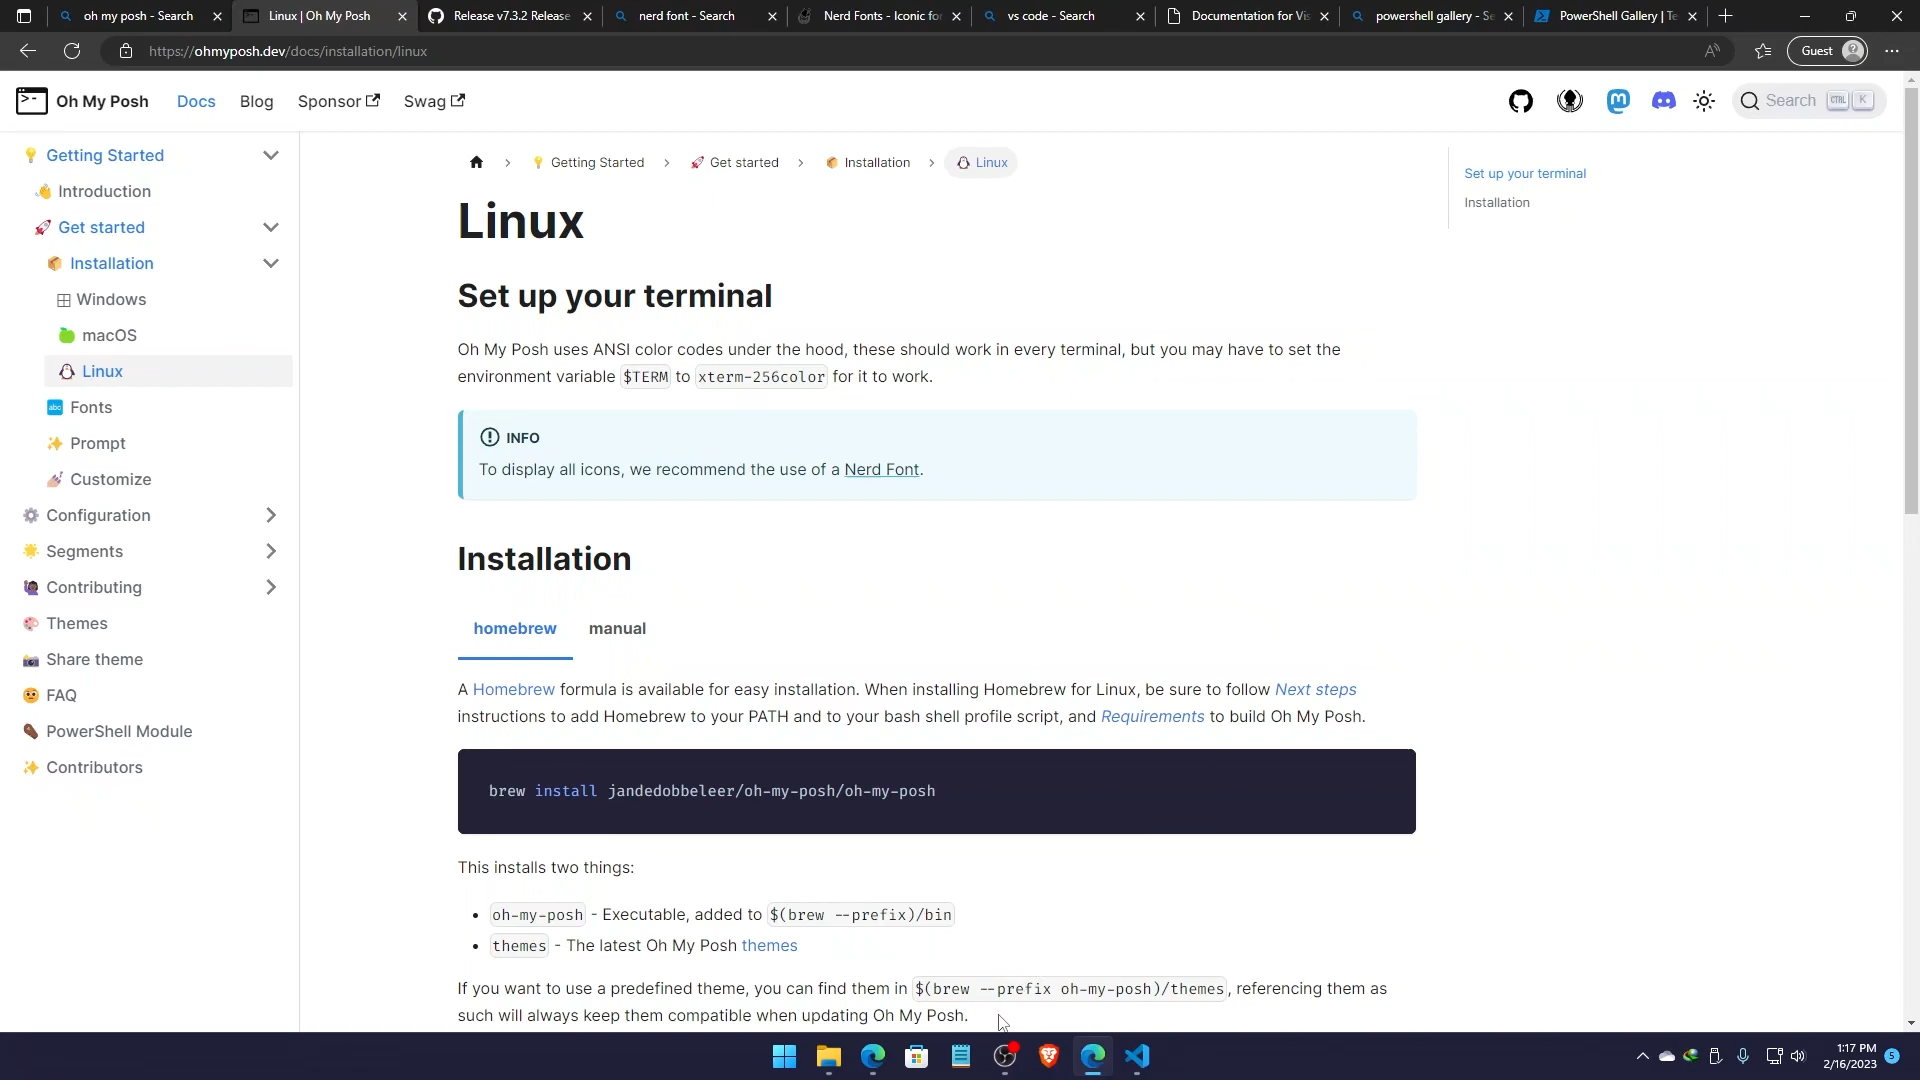 oh my posh - Search
Linux | Oh My Posh
Release v7.3.2 Release
nerd font - Search
Nerd Fonts - Iconic fo
vs code - Search
Documentation for Vis
powershell gallery - Se
PowerShell Gallery | Te
https://ohmyposh.dev/docs/installation/linux
Guest
Oh My Posh
Docs
Blog
Sponsor
Swag
Search
CTRL
K
Getting Started
Introduction
Get started
Installation
Windows
macOS
Linux
Fonts
Prompt
Customize
Configuration
Segments
Contributing
Themes
Share theme
FAQ
PowerShell Module
Contributors
Getting Started
Get started
Installation
Linux
Linux
Set up your terminal
Oh My Posh uses ANSI color codes under the hood, these should work in every terminal, but you may have to set the
environment variable $TERM to xterm-256color for it to work.
INFO
To display all icons, we recommend the use of a Nerd Font.
Installation
homebrew
manual
A Homebrew formula is available for easy installation. When installing Homebrew for Linux, be sure to follow Next steps
instructions to add Homebrew to your PATH and to your bash shell profile script, and Requirements to build Oh My Posh.
brew install jandedobbeleer/oh-my-posh/oh-my-posh
This installs two things:
oh-my-posh - Executable, added to $(brew --prefix)/bin
themes - The latest Oh My Posh themes
If you want to use a predefined theme, you can find them in $(brew --prefix oh-my-posh)/themes, referencing them as
such will always keep them compatible when updating Oh My Posh.
Set up your terminal
Installation
1:17 PM
2/16/2023
5